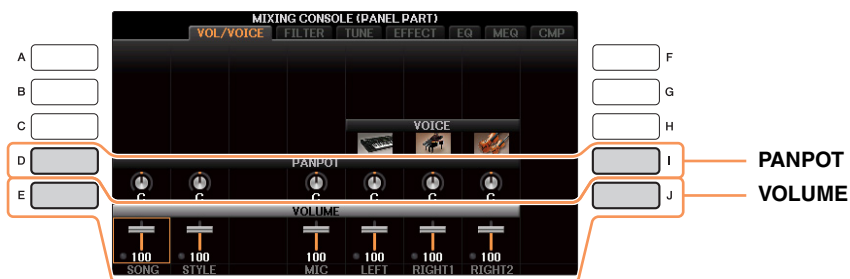 MIXING CONSOLE (PANEL PART)
VOL/VOICE FILTER TUNE EFFECT EQ MEQ CMP
A F
B G
C VOICE H
D I PANPOT
PANPOT
C C C C C C
E J VOLUME
VOLUME
100 100 100 100 100 100
SONG STYLE MIC LEFT RIGHT1 RIGHT2